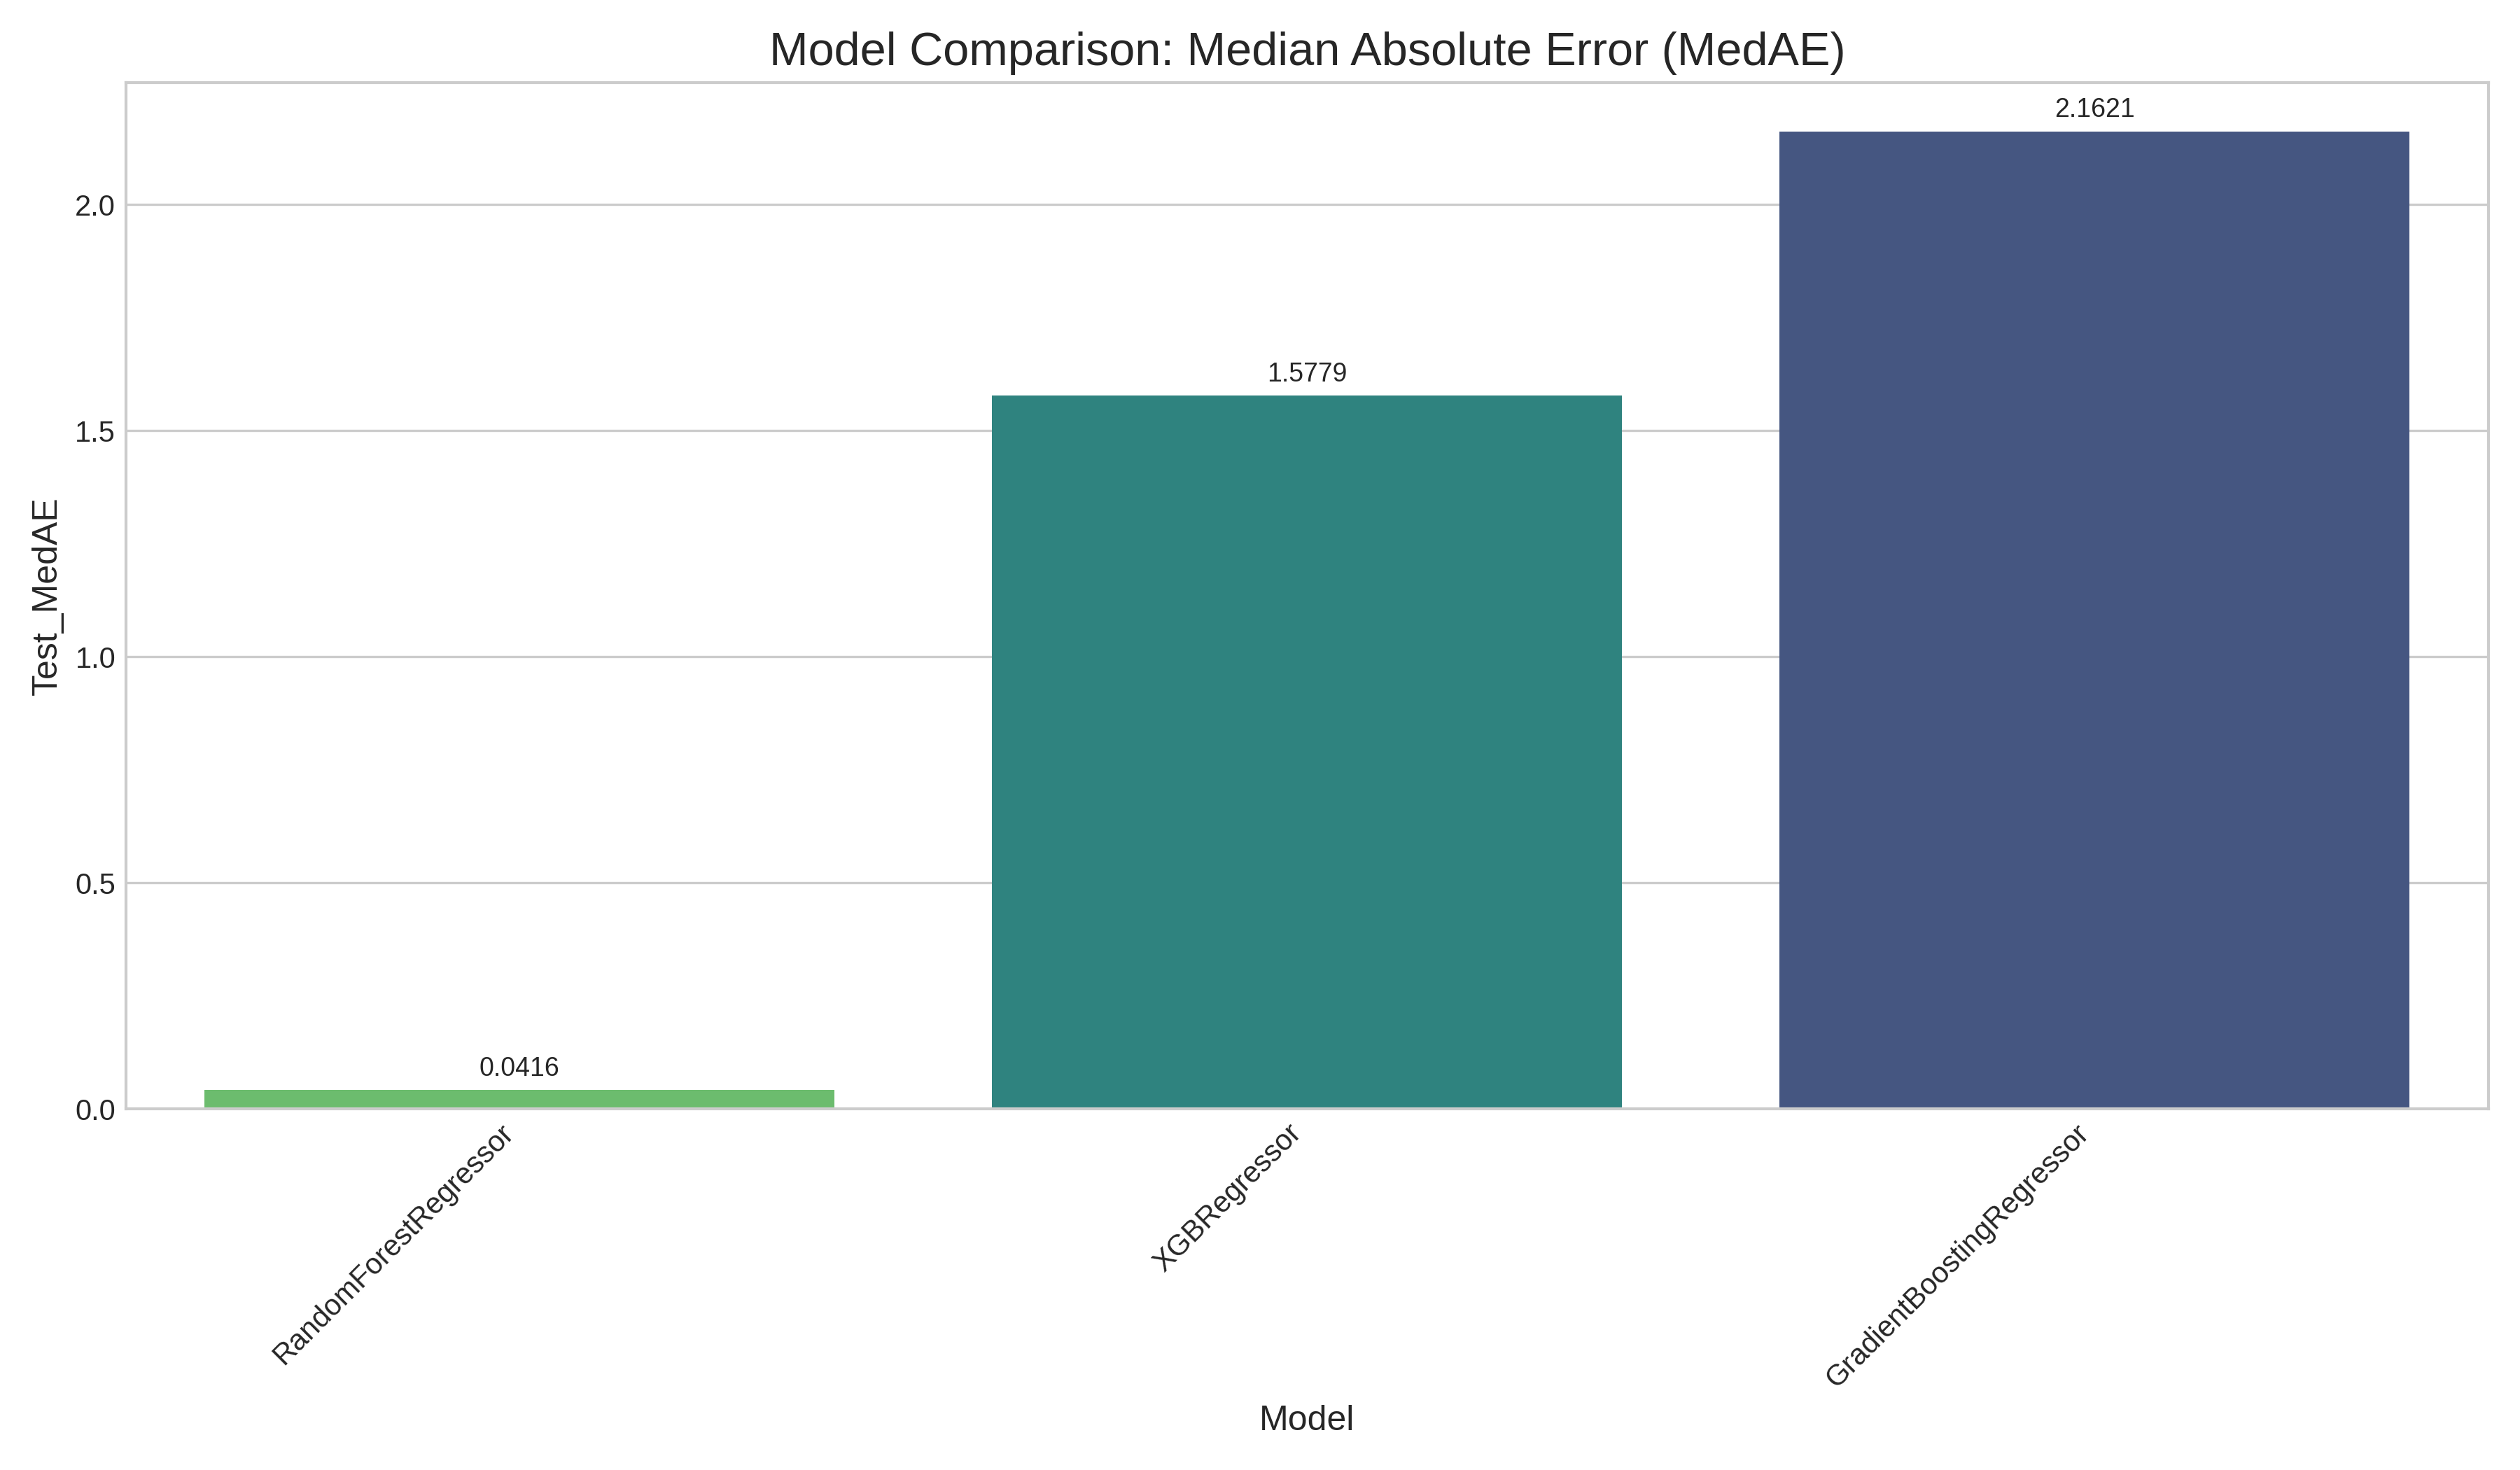 Model Comparison: Median Absolute Error (MedAE)
2.1621
2.0
1.5779
1.5
Test_MedAE
1.0
0.5
0.0416
0.0
RandomForestRegressor
XGBRegressor
GradientBoostingRegressor
Model